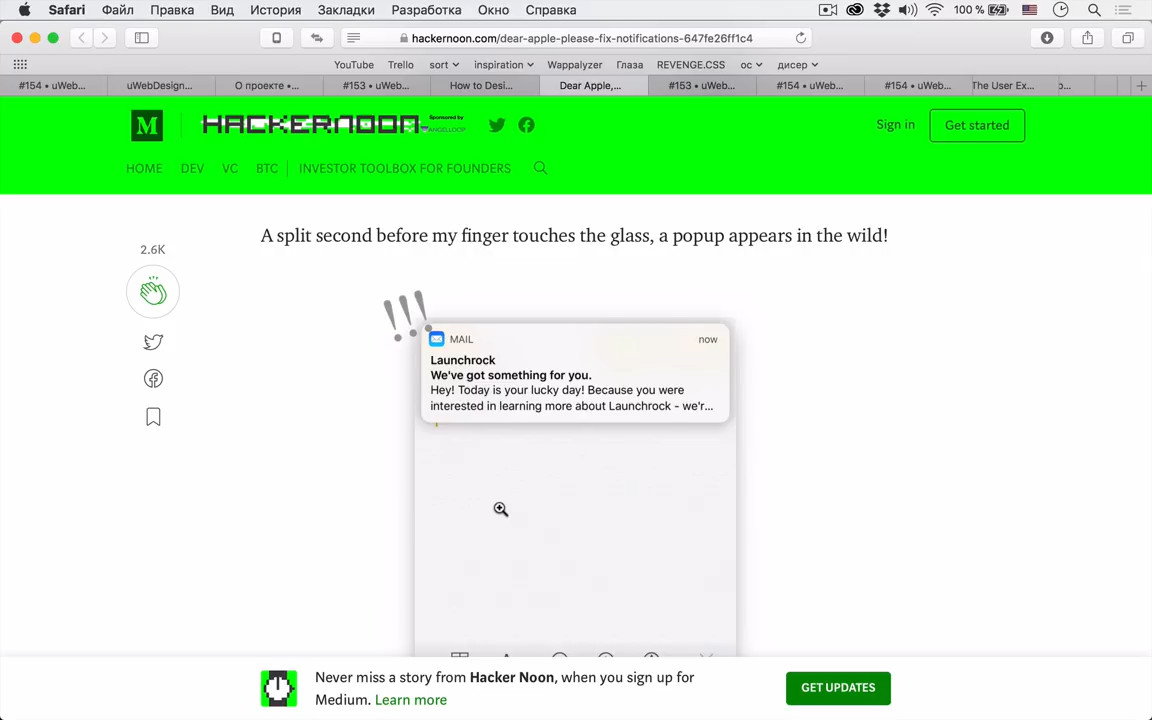 Safari Файл Правка Вид История Закладки Разработка Окно Справка 100 %
hackernoon.com/dear-apple-please-fix-notifications-647fe26ff1c4
YouTube Trello sort inspiration Wappalyzer Глаза REVENGE.CSS ос дисер
#154 • uWeb... uWebDesign... О проекте •... #153 • uWeb... How to Desi... Dear Apple,... #153 • uWeb... #154 • uWeb... #154 • uWeb... The User Ex...
M HACKERNOON Sponsored by
ANGELLOOP
Sign in Get started
HOME DEV VC BTC INVESTOR TOOLBOX FOR FOUNDERS
A split second before my finger touches the glass, a popup appears in the wild!
2.6K
!!!
MAIL now
Launchrock
We've got something for you.
Hey! Today is your lucky day! Because you were
interested in learning more about Launchrock - we'r...
Never miss a story from Hacker Noon, when you sign up for
Medium. Learn more
GET UPDATES